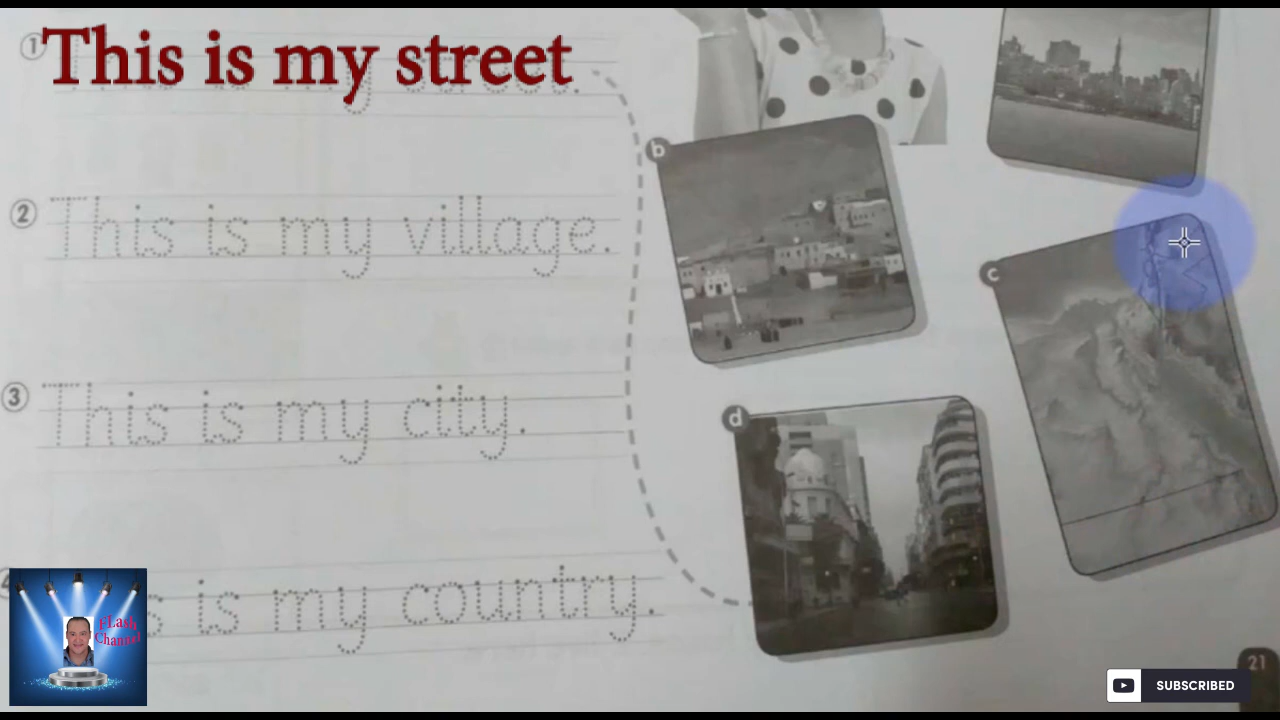 This is my street
1
2 This is my village.
3 This is my city.
is my country.
b
c
d
FLash
Channel
SUBSCRIBED
21